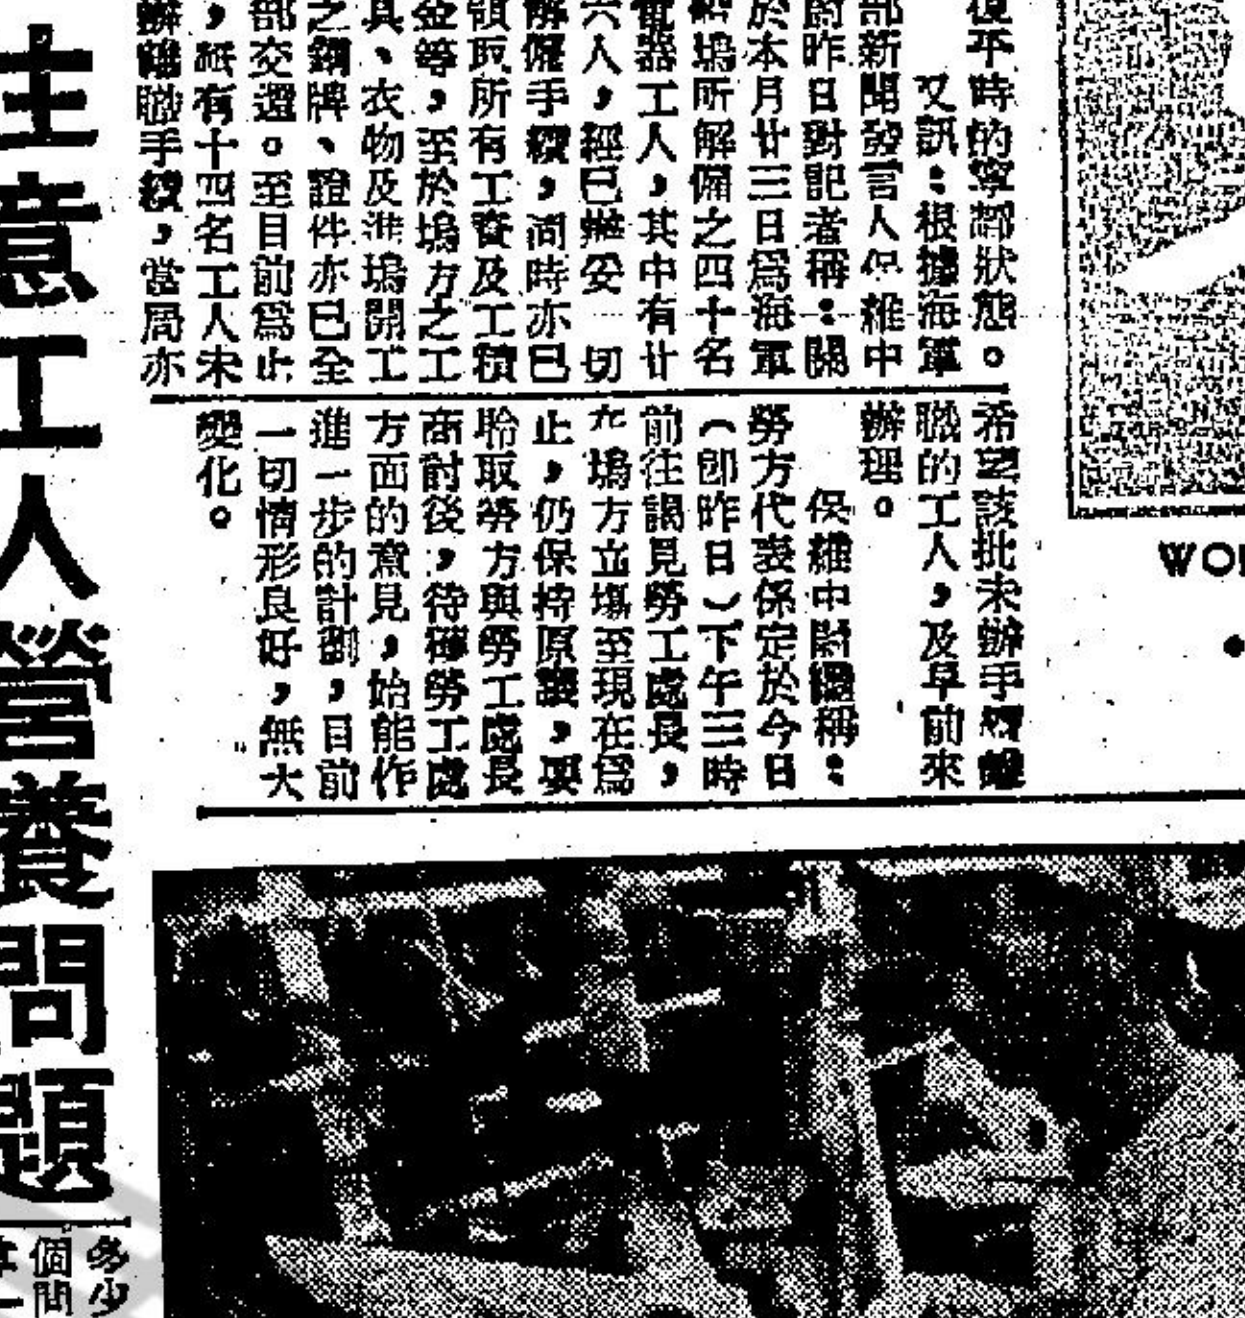 復平時的寧靜狀態。
又訊：根據海軍
部新聞發言人保維中
尉昨日對記者稱：關
於本月廿三日為海軍
船塢所解僱之四十名
電器工人，其中有廿
六人，經已辦妥一切
解僱手續，同時亦已
領取所有工資及工積
金等，至於塢方之工
具、衣物及進塢開工
之銅牌、證件亦已全
部交還。至目前為止
，祇有十四名工人未
辦離職手續，當局亦
希望該批未辦手續離
職的工人，及早前來
辦理。
保維中尉繼稱：
勞方代表係定於今日
（即昨日）下午三時
前往謁見勞工處長，
在塢方立場至現在為
止，仍保持原議，要
聆取勞方與勞工處長
商討後，待確勞工處
方面的意見，始能作
進一步的計劃，目前
一切情形良好，無大
變化。
WO
注意工人營養問題
多少
個問